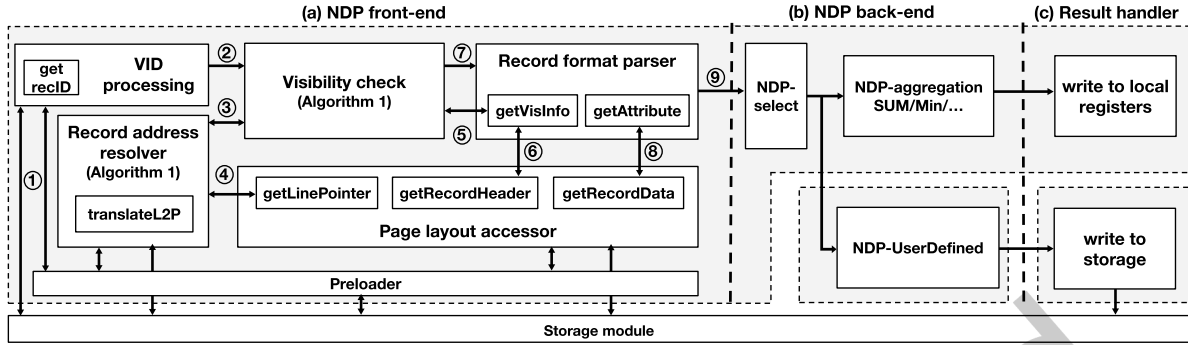 (a) NDP front-end
(b) NDP back-end
(c) Result handler
get
recID
VID
processing
②
Visibility check
(Algorithm 1)
⑦
Record format parser
getVisInfo
getAttribute
⑨
NDP-
select
NDP-aggregation
SUM/Min/...
write to local
registers
③
⑤
⑥
⑧
①
Record address
resolver
(Algorithm 1)
translateL2P
④
getLinePointer
getRecordHeader
getRecordData
Page layout accessor
NDP-UserDefined
write to
storage
Preloader
Storage module